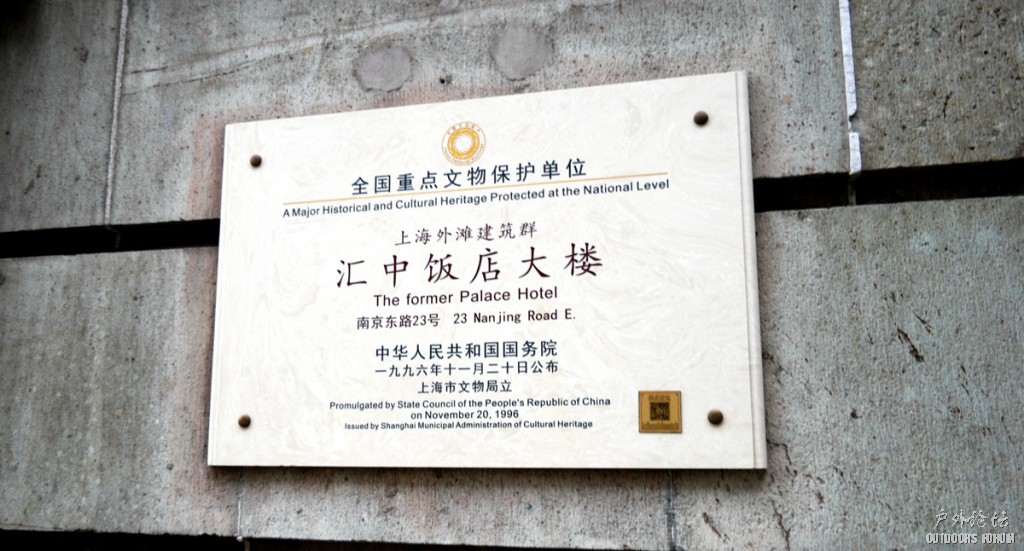 全国重点文物保护单位
A Major Historical and Cultural Heritage Protected at the National Level
上海外滩建筑群
汇中饭店大楼
The former Palace Hotel
南京东路23号 23 Nanjing Road E.
中华人民共和国国务院
一九九六年十一月二十日公布
上海市文物局立
Promulgated by State Council of the People's Republic of China
on November 20, 1996
Issued by Shanghai Municipal Administration of Cultural Heritage
户外论坛
OUTDOORS FORUM